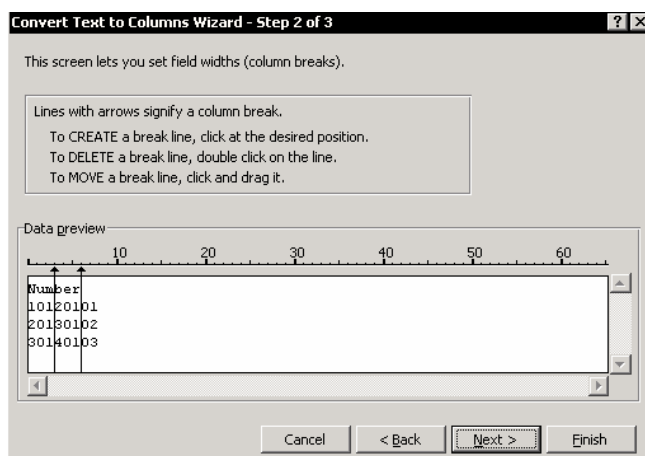 Convert Text to Columns Wizard - Step 2 of 3
This screen lets you set field widths (column breaks).
Lines with arrows signify a column break.
To CREATE a break line, click at the desired position.
To DELETE a break line, double click on the line.
To MOVE a break line, click and drag it.
Data preview
10 20 30 40 50 60
Number
10120101
20130102
30140103
Cancel < Back Next > Finish